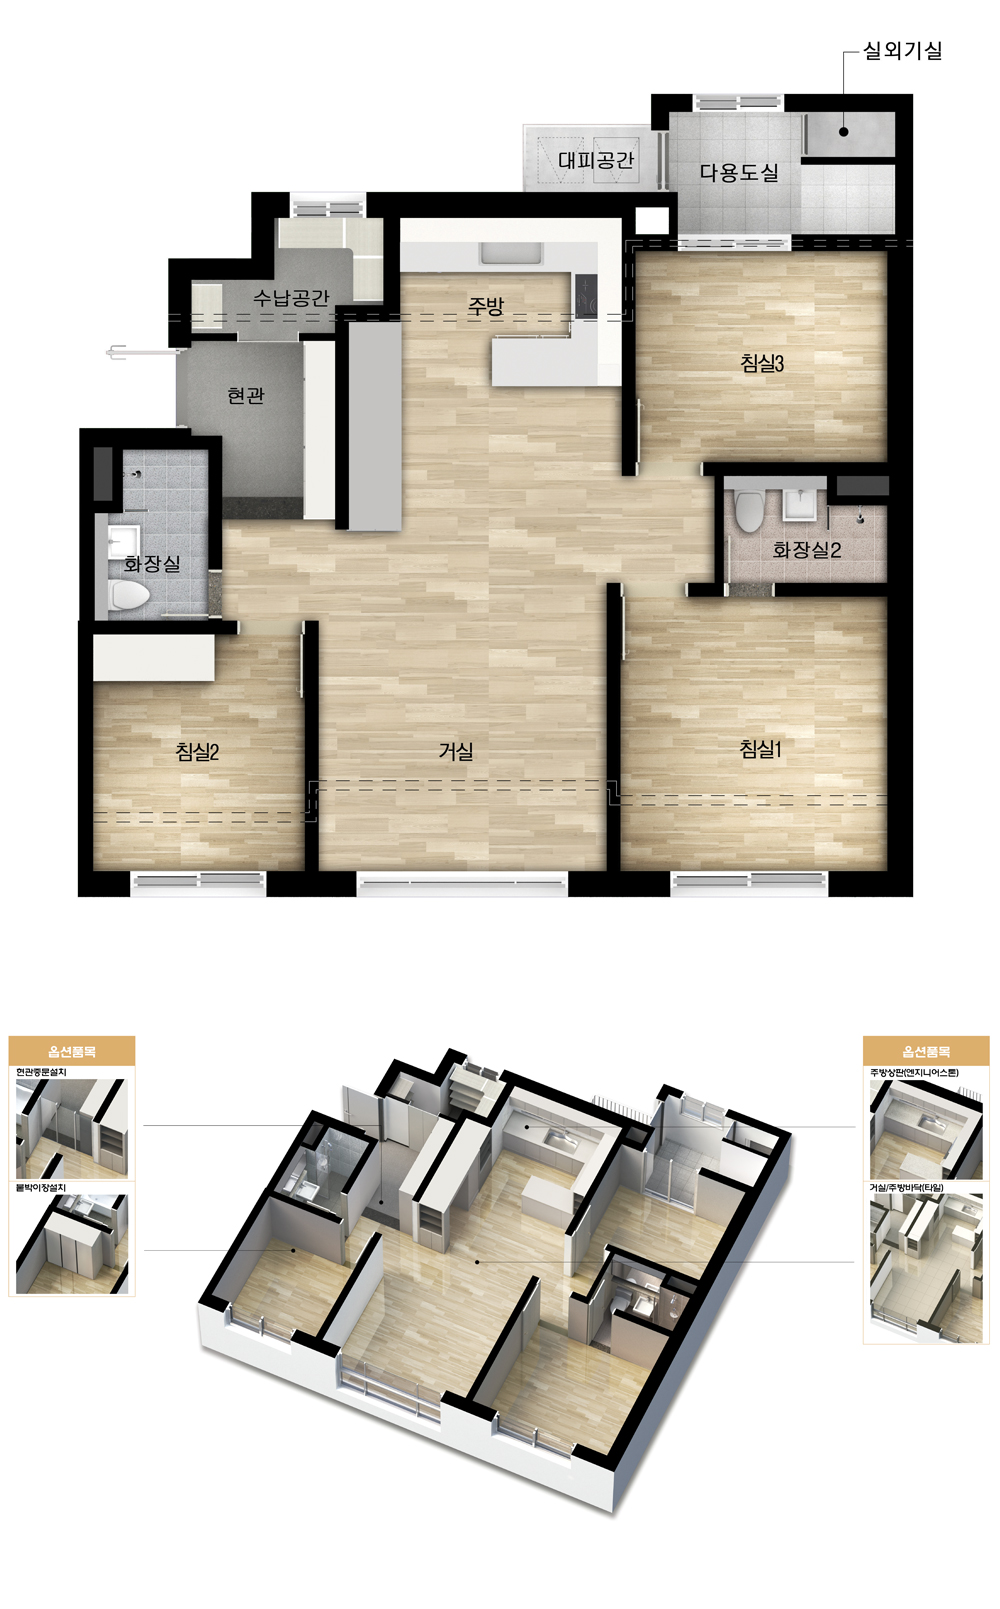 실외기실
대피공간
다용도실
수납공간
주방
침실3
현관
화장실
화장실2
침실2
거실
침실1
옵션품목
현관중문설치
붙박이장설치
옵션품목
주방상판(엔지니어스톤)
거실/주방바닥(타일)